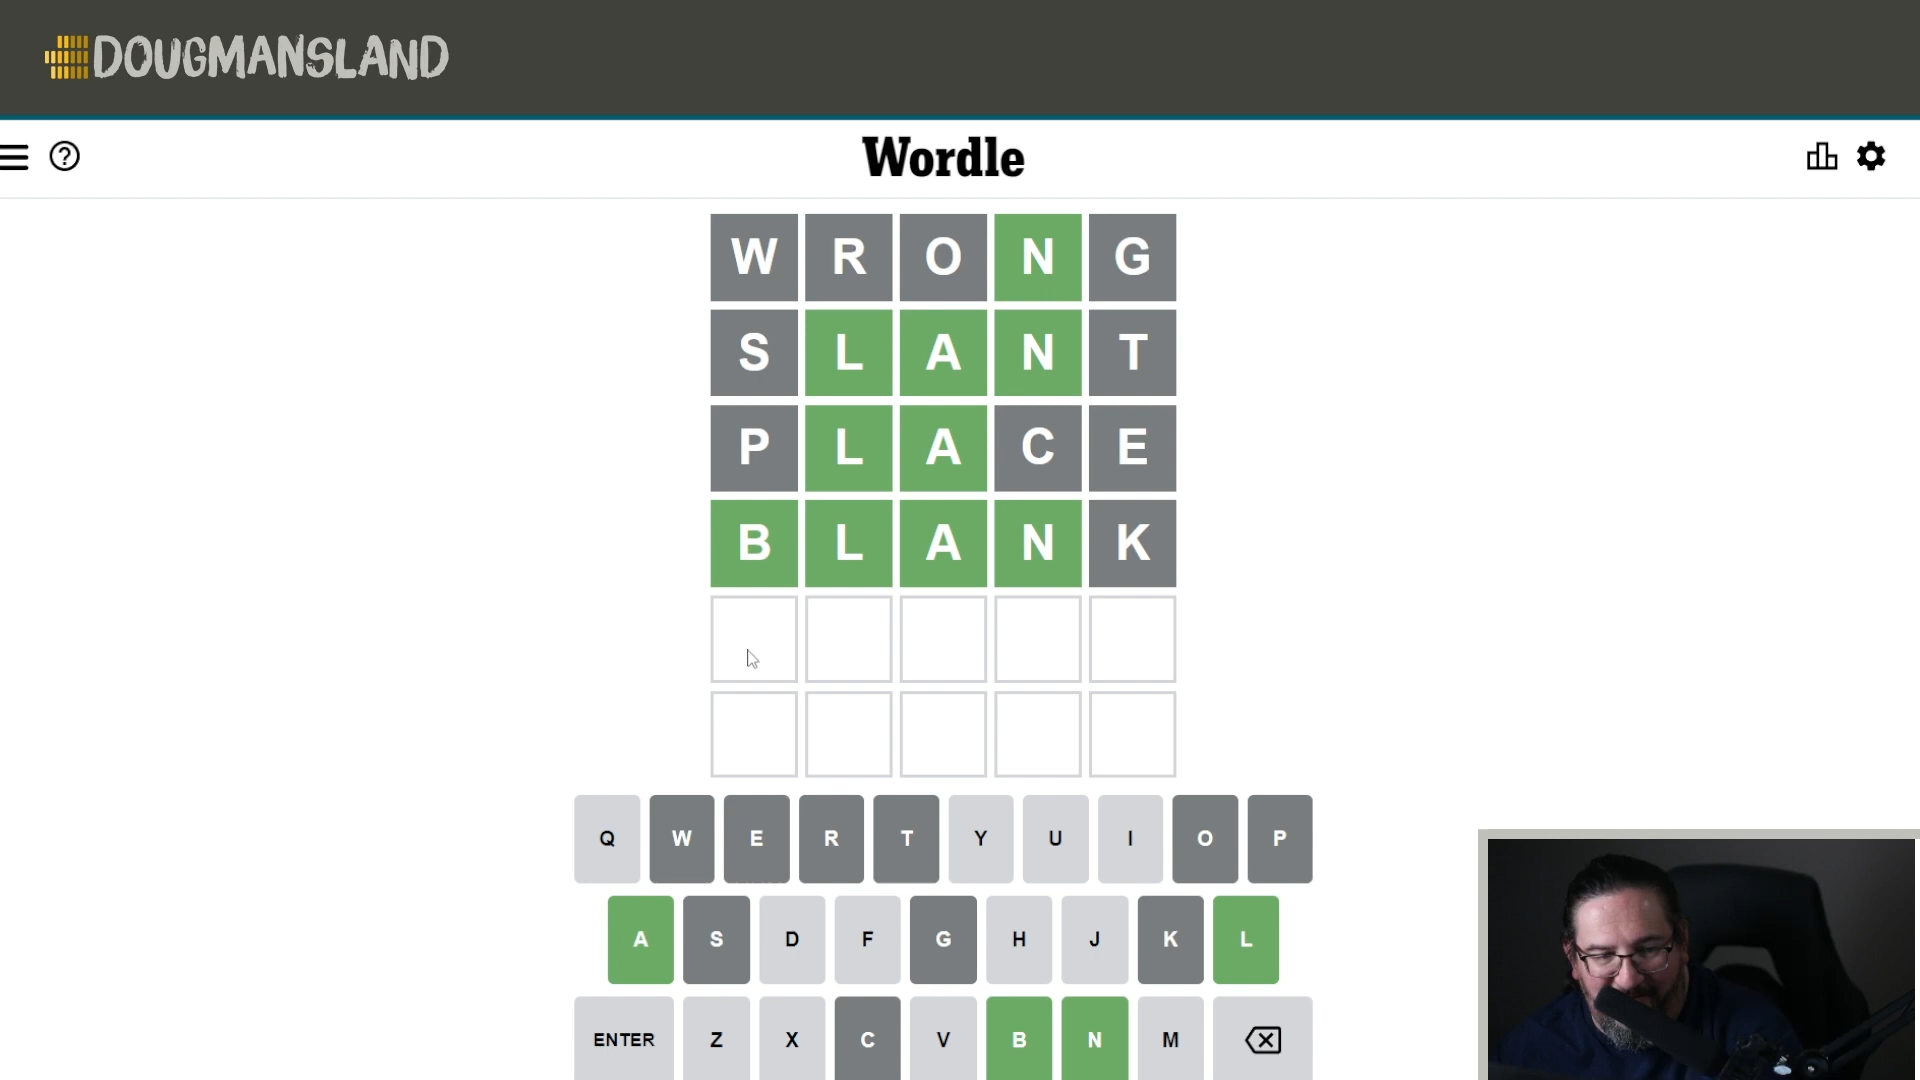 DOUGMANSLAND
Wordle
W R O N G
S L A N T
P L A C E
B L A N K
Q W E R T Y U I O P
A S D F G H J K L
ENTER Z X C V B N M